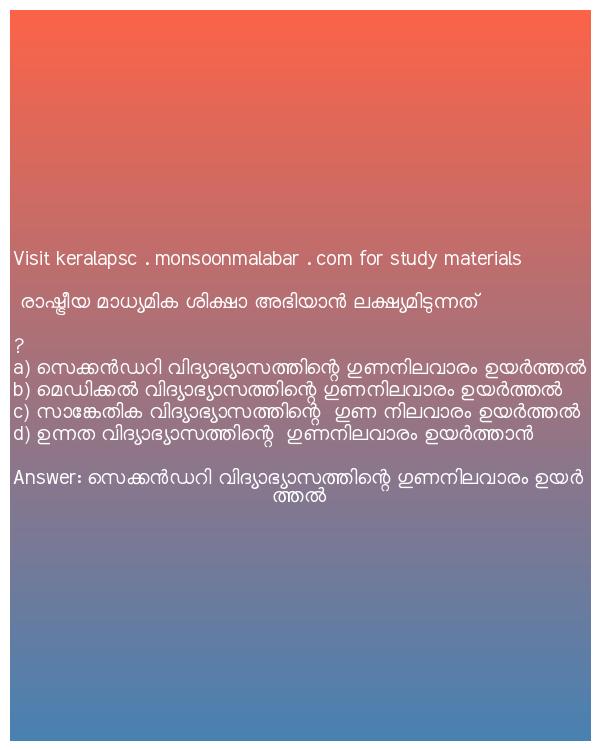 Visit keralapsc . monsoonmalabar . com for study materials
രാഷ്ട്രീയ മാധ്യമിക ശിക്ഷാ അഭിയാൻ ലക്ഷ്യമിടുന്നത്
?
a) സെക്കൻഡറി വിദ്യാഭ്യാസത്തിന്റെ ഗുണനിലവാരം ഉയർത്തൽ
b) മെഡിക്കൽ വിദ്യാഭ്യാസത്തിന്റെ ഗുണനിലവാരം ഉയർത്തൽ
c) സാങ്കേതിക വിദ്യാഭ്യാസത്തിന്റെ  ഗുണ നിലവാരം ഉയർത്തൽ
d) ഉന്നത വിദ്യാഭ്യാസത്തിന്റെ  ഗുണനിലവാരം ഉയർത്താൻ
Answer: സെക്കൻഡറി വിദ്യാഭ്യാസത്തിന്റെ ഗുണനിലവാരം ഉയർ
ത്തൽ